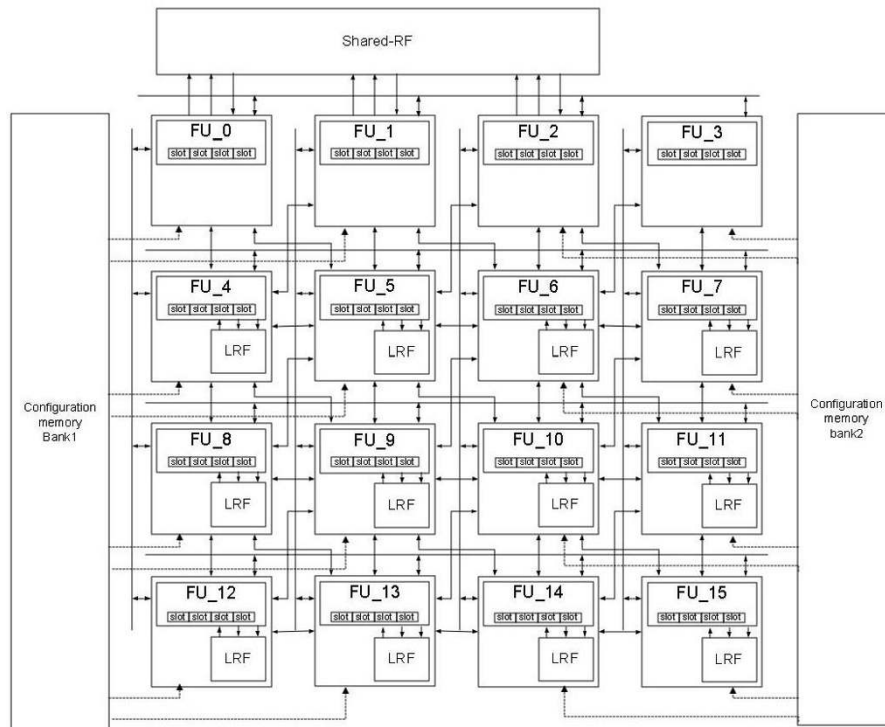 Shared-RF
FU_0 FU_1 FU_2 FU_3
slot slot slot slot slot slot slot slot slot slot slot slot slot slot slot slot
FU_4 FU_5 FU_6 FU_7
slot slot slot slot slot slot slot slot slot slot slot slot slot slot slot slot
LRF LRF LRF LRF
Configuration
memory
Bank1
Configuration
memory
bank2
FU_8 FU_9 FU_10 FU_11
slot slot slot slot slot slot slot slot slot slot slot slot slot slot slot slot
LRF LRF LRF LRF
FU_12 FU_13 FU_14 FU_15
slot slot slot slot slot slot slot slot slot slot slot slot slot slot slot slot
LRF LRF LRF LRF